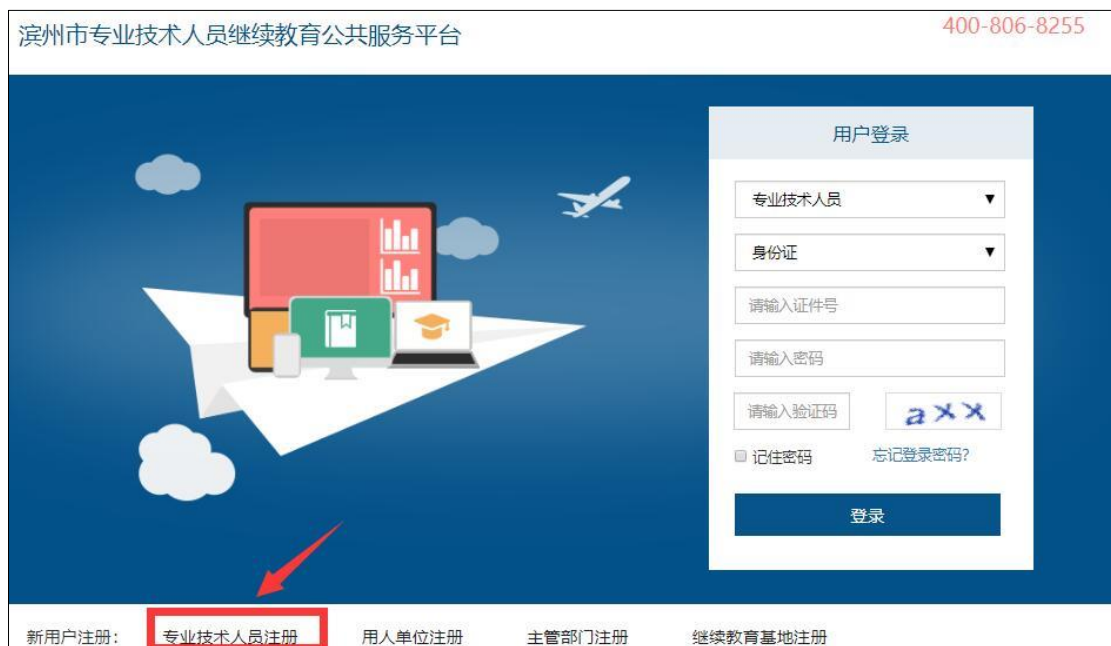 滨州市专业技术人员继续教育公共服务平台
400-806-8255
用户登录
专业技术人员
身份证
请输入证件号
请输入密码
请输入验证码 axx
记住密码 忘记登录密码?
登录
新用户注册: 专业技术人员注册 用人单位注册 主管部门注册 继续教育基地注册